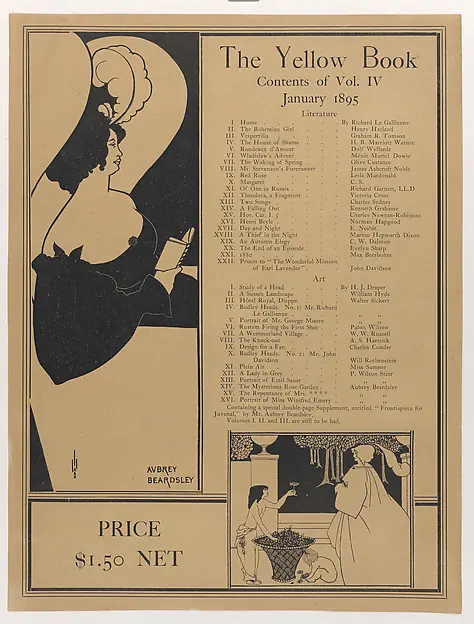 The Yellow Book
Contents of Vol. IV
January 1895
Literature
I. Home . . . By Richard Le Gallienne
II. The Bohemian Girl . . . Henry Harland
III. Vespertilia . . . Graham R. Tomson
IV. The House of Shame . . . H. B. Marriott Watson
V. Rondeaux d'Amour . . . Dolf Wyllarde
VI. Wladislaw's Advent . . . Ménie Muriel Dowie
VII. The Waking of Spring . . . Olive Custance
VIII. Mr. Stevenson's Forerunner . . . James Ashcroft Noble
IX. Red Rose . . . Leila Macdonald
X. Margaret . . . C. S.
XI. Of One in Russia . . . Richard Garnett, LL.D.
XII. Theodora, a Fragment . . . Victoria Cross
XIII. Two Songs . . . Charles Sydney
XIV. A Falling Out . . . Kenneth Grahame
XV. Hor. Car. I. 5 . . . Charles Newton-Robinson
XVI. Henri Beyle . . . Norman Hapgood
XVII. Day and Night . . . E. Nesbit
XVIII. A Thief in the Night . . . Marion Hepworth Dixon
XIX. An Autumn Elegy . . . C. W. Dalmon
XX. The End of an Episode . . . Evelyn Sharp
XXI. 1880 . . . Max Beerbohm
XXII. Proem to "The Wonderful Mission
of Earl Lavender" . . . John Davidson
Art
I. Study of a Head . . . By H. J. Draper
II. A Sussex Landscape . . . William Hyde
III. Hôtel Royal, Dieppe . . . Walter Sickert
IV. Bodley Heads. No. 1: Mr. Richard
Le Gallienne . . . „ „
V. Portrait of Mr. George Moore . . . „ „
VI. Rustem Firing the First Shot . . . Patten Wilson
VII. A Westmorland Village . . . W. W. Russell
VIII. The Knock-out . . . A. S. Hartrick
IX. Design for a Fan . . . Charles Conder
X. Bodley Heads. No. 2: Mr. John
Davidson . . . Will Rothenstein
XI. Plein Air . . . Miss Sumner
XII. A Lady in Grey . . . P. Wilson Steer
XIII. Portrait of Emil Sauer . . . „ „
XIV. The Mysterious Rose Garden . . . Aubrey Beardsley
XV. The Repentance of Mrs. **** . . . „ „
XVI. Portrait of Miss Winifred Emery . . . „ „
Containing a special double-page Supplement, entitled "Frontispiece for
Juvenal," by Mr. Aubrey Beardsley.
Volumes I. II. and III. are still to be had.
AVBREY
BEARDSLEY
PRICE
$1.50 NET